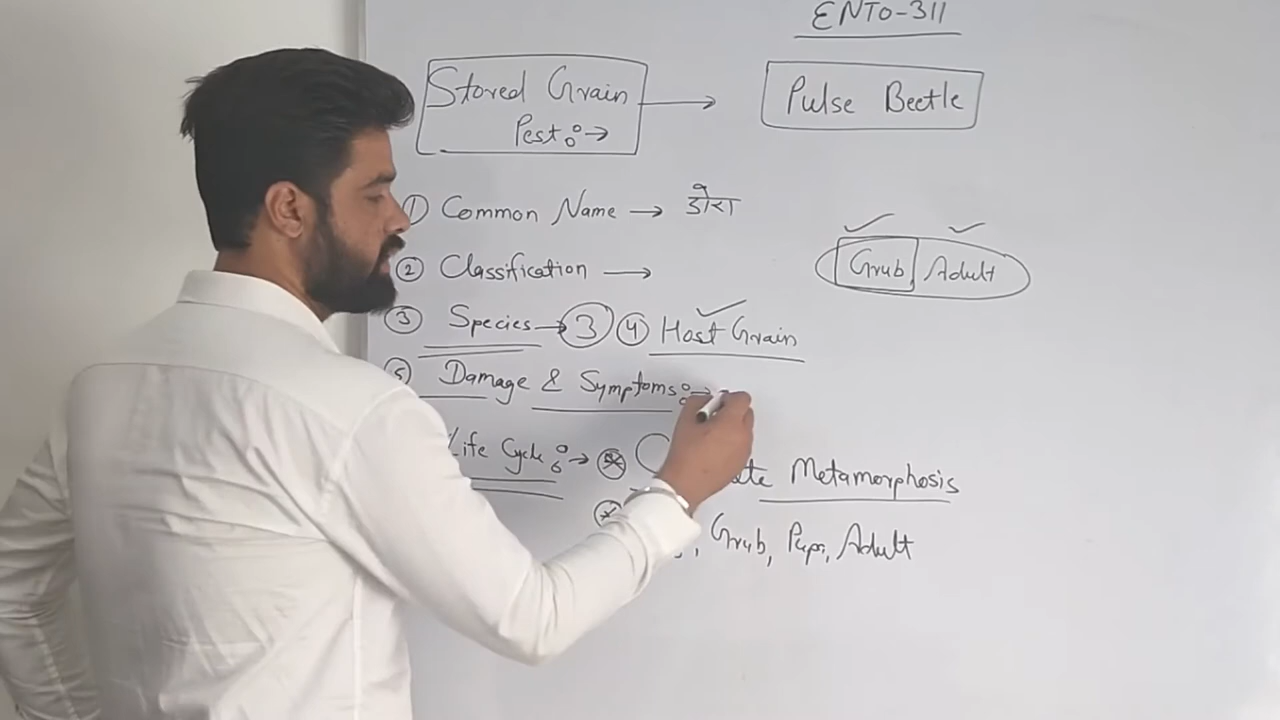 ENTO-311
Stored Grain
Pest :→
→ Pulse Beetle
① Common Name → ढोरा
② Classification →
Grub Adult
③ Species → ③ ④ Host Grain
⑤ Damage & Symptoms :→
Life Cycle :→
Metamorphosis
, Grub, Pupa, Adult